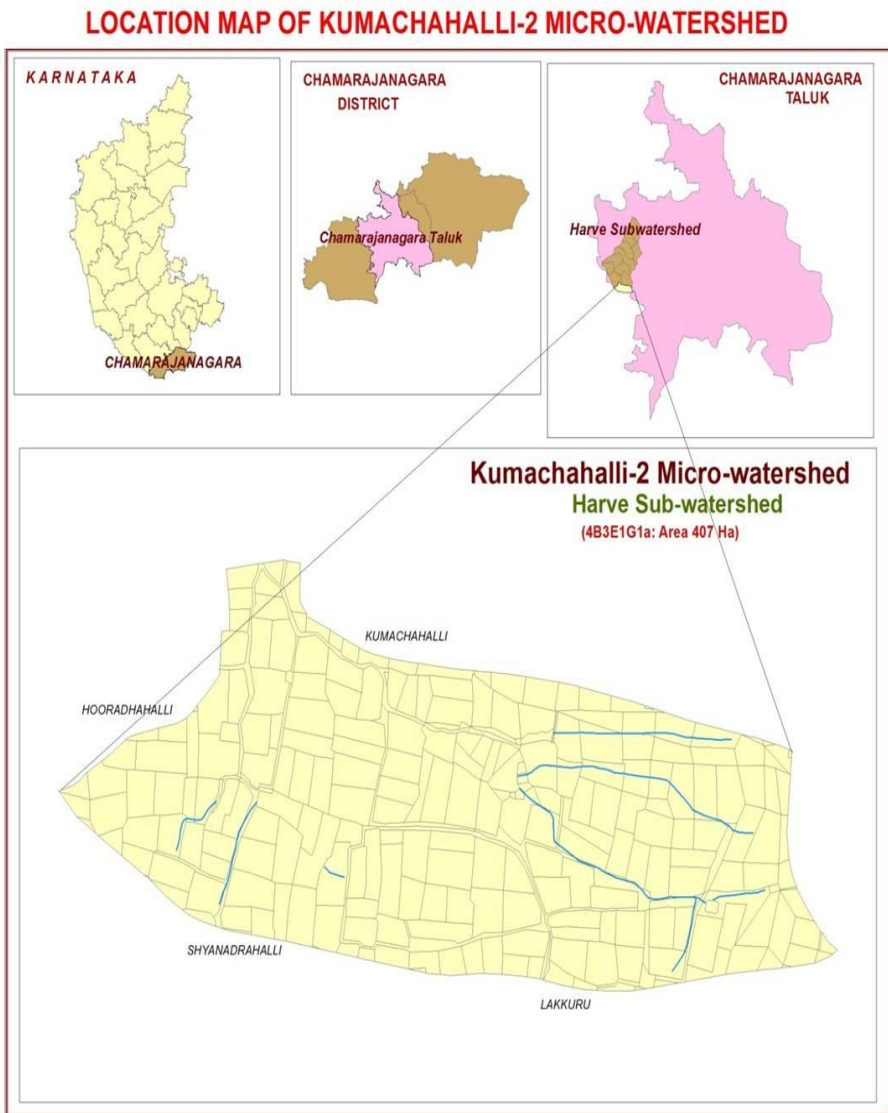 LOCATION MAP OF KUMACHAHALLI-2 MICRO-WATERSHED
KARNATAKA
CHAMARAJANAGARA
CHAMARAJANAGARA
DISTRICT
Chamarajanagara Taluk
CHAMARAJANAGARA
TALUK
Harve Subwatershed
Kumachahalli-2 Micro-watershed
Harve Sub-watershed
(4B3E1G1a: Area 407 Ha)
KUMACHAHALLI
HOORADHAHALLI
SHYANADRAHALLI
LAKKURU